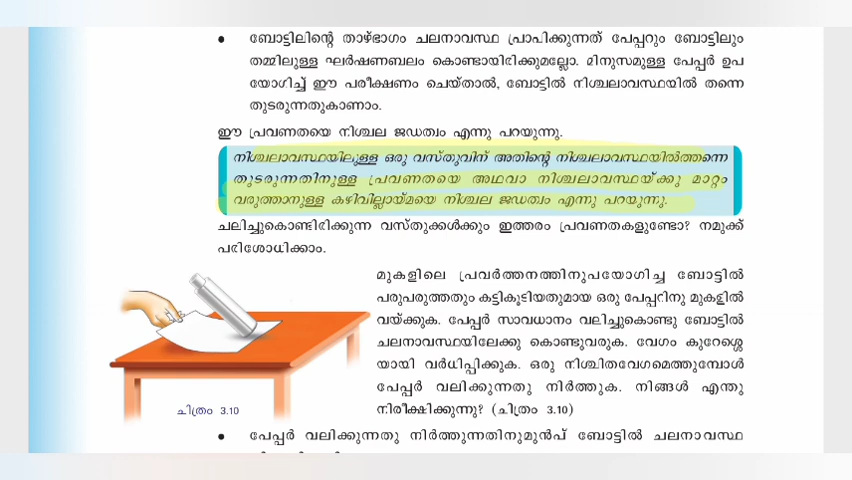 • ബോട്ടിലിന്റെ താഴ്ഭാഗം ചലനാവസ്ഥ പ്രാപിക്കുന്നത് പേപ്പറും ബോട്ടിലും
തമ്മിലുള്ള ഘർഷണബലം കൊണ്ടായിരിക്കുമല്ലോ. മിനുസമുള്ള പേപ്പർ ഉപ
യോഗിച്ച് ഈ പരീക്ഷണം ചെയ്താൽ, ബോട്ടിൽ നിശ്ചലാവസ്ഥയിൽ തന്നെ
തുടരുന്നതുകാണാം.
ഈ പ്രവണതയെ നിശ്ചല ജഡത്വം എന്നു പറയുന്നു.
നിശ്ചലാവസ്ഥയിലുള്ള ഒരു വസ്തുവിന് അതിന്റെ നിശ്ചലാവസ്ഥയിൽത്തന്നെ
തുടരുന്നതിനുള്ള പ്രവണതയെ അഥവാ നിശ്ചലാവസ്ഥയ്ക്കു മാറ്റം
വരുത്താനുള്ള കഴിവില്ലായ്മയെ നിശ്ചല ജഡത്വം എന്നു പറയുന്നു.
ചലിച്ചുകൊണ്ടിരിക്കുന്ന വസ്തുക്കൾക്കും ഇത്തരം പ്രവണതകളുണ്ടോ? നമുക്ക്
പരിശോധിക്കാം.
മുകളിലെ പ്രവർത്തനത്തിനുപയോഗിച്ച ബോട്ടിൽ
പരുപരുത്തതും കട്ടികൂടിയതുമായ ഒരു പേപ്പറിനു മുകളിൽ
വയ്ക്കുക. പേപ്പർ സാവധാനം വലിച്ചുകൊണ്ടു ബോട്ടിൽ
ചലനാവസ്ഥയിലേക്കു കൊണ്ടുവരുക. വേഗം കുറേശ്ശെ
യായി വർധിപ്പിക്കുക. ഒരു നിശ്ചിതവേഗമെത്തുമ്പോൾ
പേപ്പർ വലിക്കുന്നതു നിർത്തുക. നിങ്ങൾ എന്തു
നിരീക്ഷിക്കുന്നു? (ചിത്രം 3.10)
ചിത്രം 3.10
• പേപ്പർ വലിക്കുന്നതു നിർത്തുന്നതിനുമുൻപ് ബോട്ടിൽ ചലനാവസ്ഥ